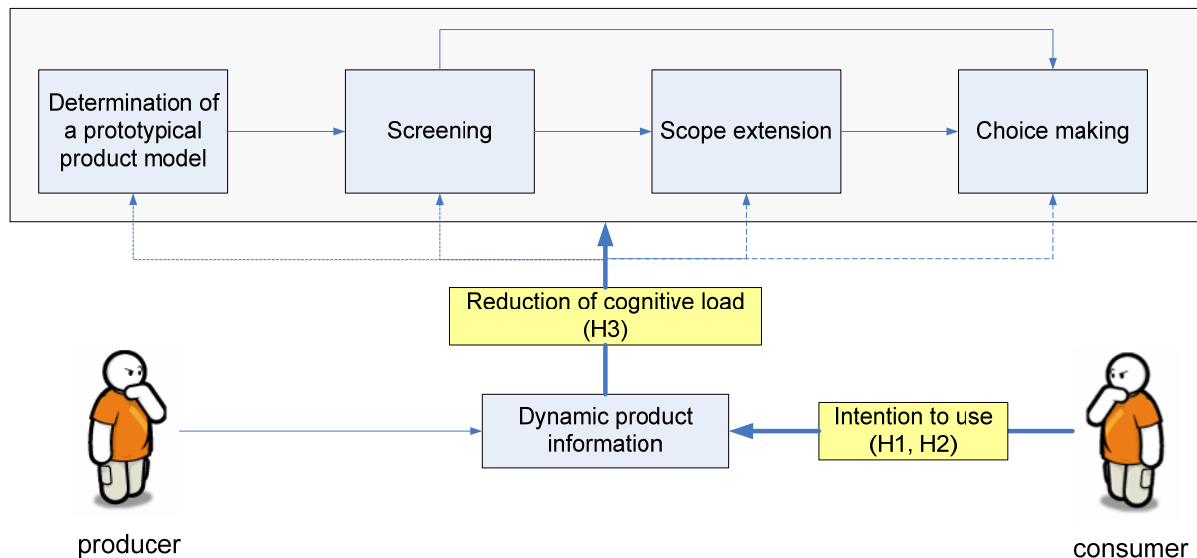 Determination of
a prototypical
product model
Screening
Scope extension
Choice making
Reduction of cognitive load
(H3)
Dynamic product
information
Intention to use
(H1, H2)
producer
consumer